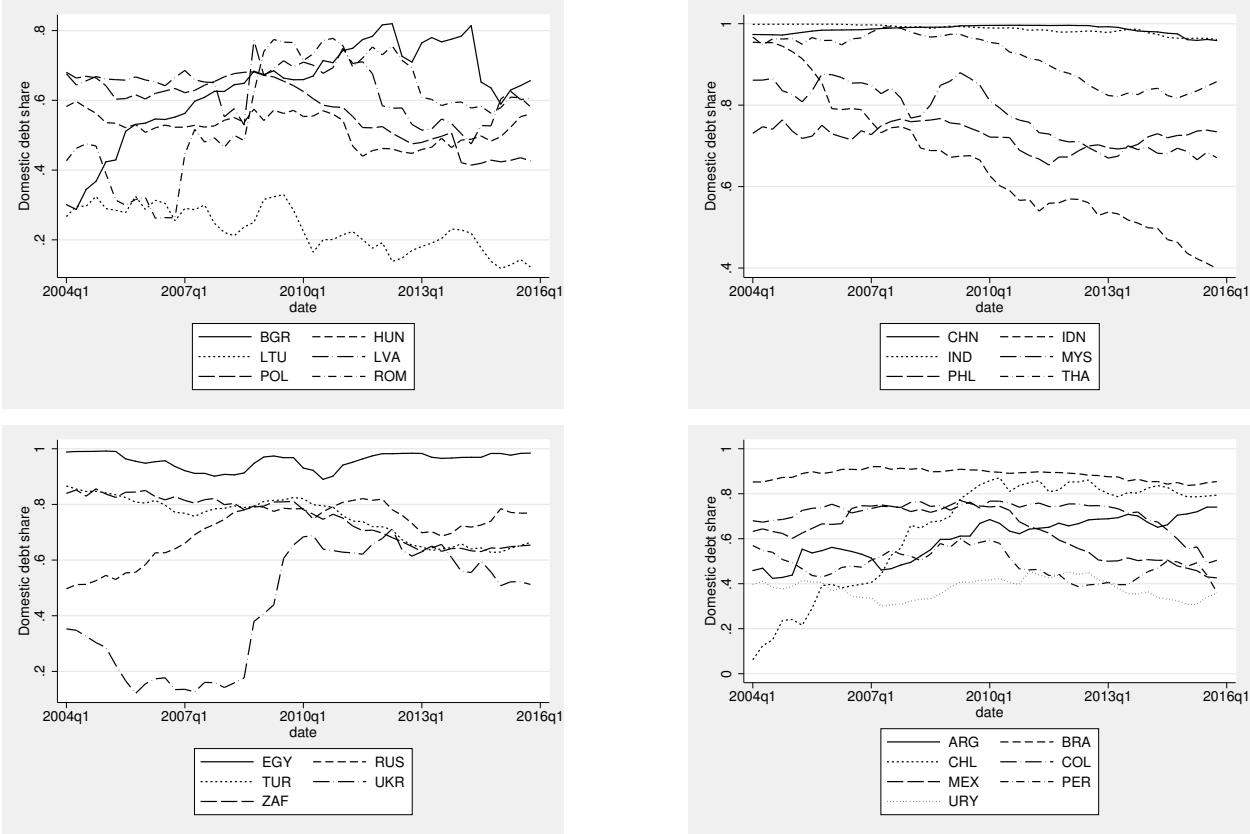 Domestic debt share
.8
.6
.4
.2
2004q1 2007q1 2010q1 2013q1 2016q1
date
BGR HUN
LTU LVA
POL ROM
Domestic debt share
1
.8
.6
.4
2004q1 2007q1 2010q1 2013q1 2016q1
date
CHN IDN
IND MYS
PHL THA
Domestic debt share
1
.8
.6
.4
.2
2004q1 2007q1 2010q1 2013q1 2016q1
date
EGY RUS
TUR UKR
ZAF
Domestic debt share
1
.8
.6
.4
.2
0
2004q1 2007q1 2010q1 2013q1 2016q1
date
ARG BRA
CHL COL
MEX PER
URY